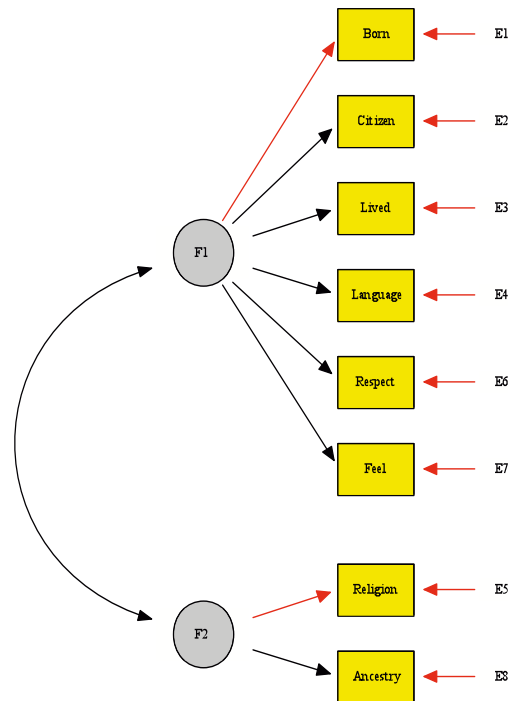 Born E1
Citizen E2
Lived E3
F1
Language E4
Respect E6
Feel E7
Religion E5
F2
Ancestry E8